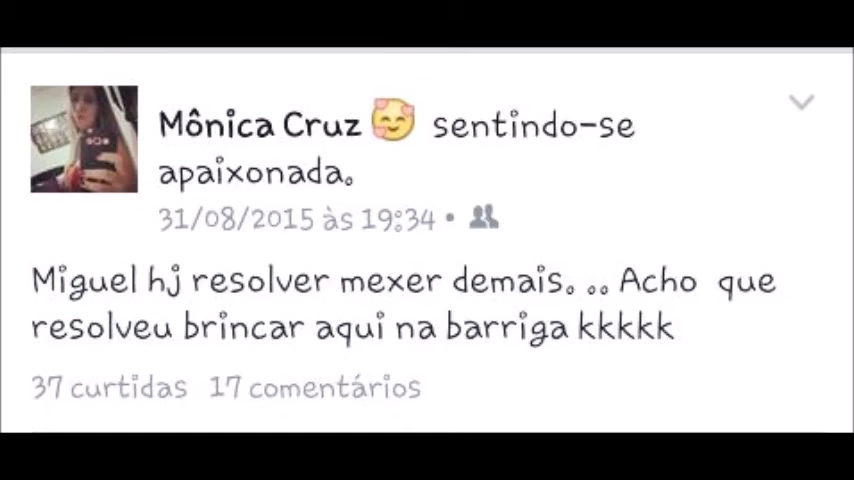 Mônica Cruz 🥰 sentindo-se
apaixonada.
31/08/2015 às 19:34 •
Miguel hj resolver mexer demais. .. Acho que
resolveu brincar aqui na barriga kkkkk
37 curtidas 17 comentários